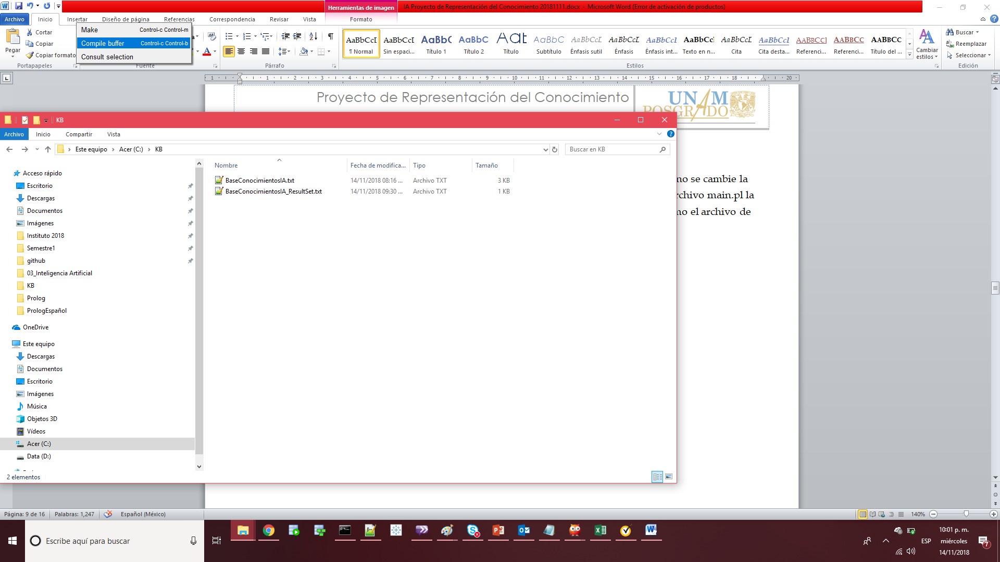 IA Proyecto de Representación del Conocimiento 20181111.docx - Microsoft Word (Error de activación de productos)
Herramientas de imagen
Archivo Inicio Insertar Diseño de página Referencias Correspondencia Revisar Vista Formato
Make Control-c Control-m
Compile buffer Control-c Control-b
Consult selection
Pegar
Cortar
Copiar
Copiar formato
Portapapeles
Fuente
Párrafo
AaBbCcI AaBbCcI AaBbC AaBbC Aat AaBbC AaBbCcL AaBbCcL AaBbCc1 AaBbCc AaBbCcL AaBbCc1 AABBCC1 AABBCC AABBCC
¶ Normal Sin espaci... Título 1 Título 2 Título Subtítulo Énfasis sutil Énfasis Énfasis int... Texto en n... Cita Cita desta... Referenci... Referenci... Título del ...
Estilos
Cambiar
estilos
Buscar
Reemplazar
Seleccionar
Edición
1 1 2 3 4 5 6 7 8 9 10 11 12 13 14 15 16 17 18 20
Proyecto de Representación del Conocimiento
UNAM
POSGRADO
no se cambie la
rchivo main.pl la
no el archivo de
KB
Archivo Inicio Compartir Vista
Este equipo Acer (C:) KB
Buscar en KB
Nombre Fecha de modifica... Tipo Tamaño
BaseConocimientosIA.txt 14/11/2018 08:16 ... Archivo TXT 3 KB
BaseConocimientosIA_ResultSet.txt 14/11/2018 09:30 ... Archivo TXT 1 KB
Acceso rápido
Escritorio
Descargas
Documentos
Imágenes
Instituto 2018
Semestre1
github
03_Inteligencia Artificial
KB
Prolog
PrologEspañol
OneDrive
Este equipo
Descargas
Documentos
Escritorio
Imágenes
Música
Objetos 3D
Vídeos
Acer (C:)
Data (D:)
2 elementos
Página: 9 de 16 Palabras: 1,247 Español (México) 140%
Escribe aquí para buscar
ESP
10:01 p. m.
miércoles
14/11/2018
7